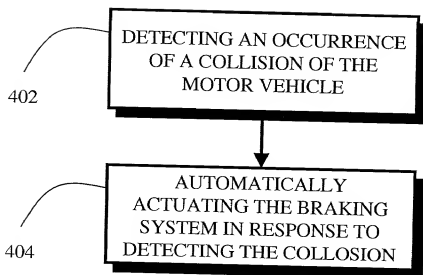 DETECTING AN OCCURRENCE
OF A COLLISION OF THE
MOTOR VEHICLE
402
AUTOMATICALLY
ACTUATING THE BRAKING
SYSTEM IN RESPONSE TO
DETECTING THE COLLOSION
404